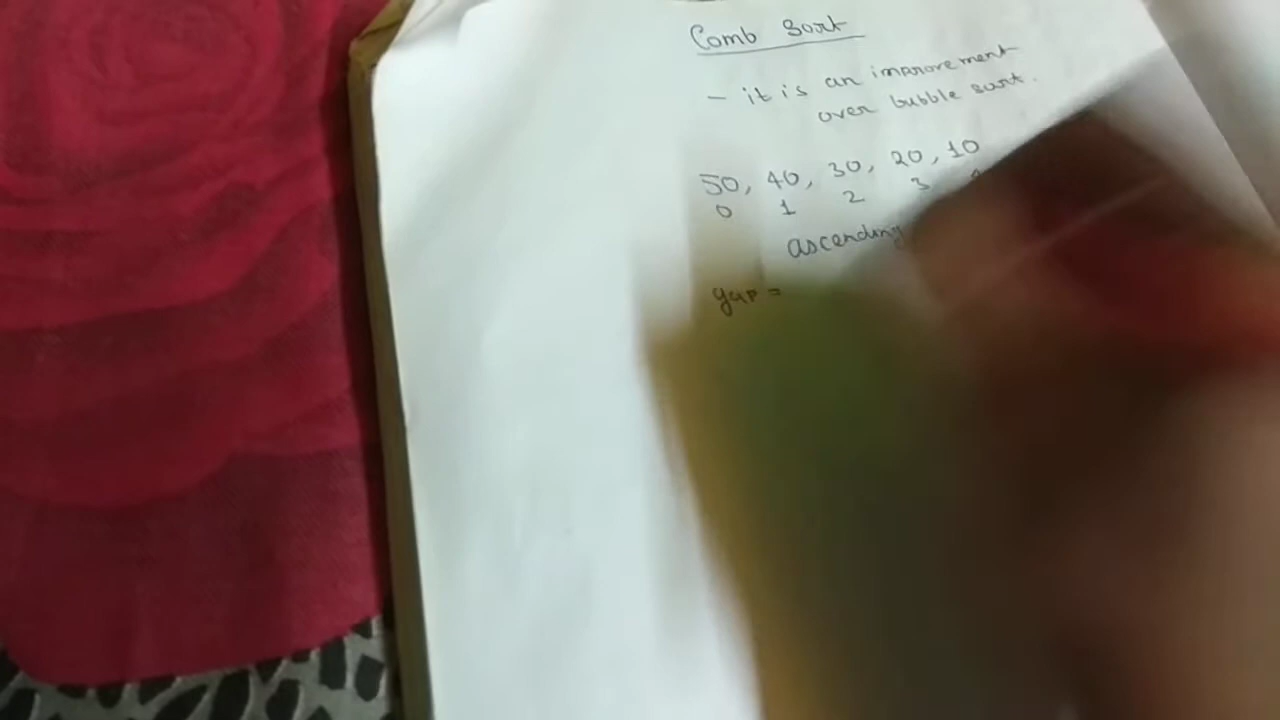 Comb Sort
- it is an improvement
over bubble sort.
50, 40, 30, 20, 10
0 1 2 3
ascending
gap =